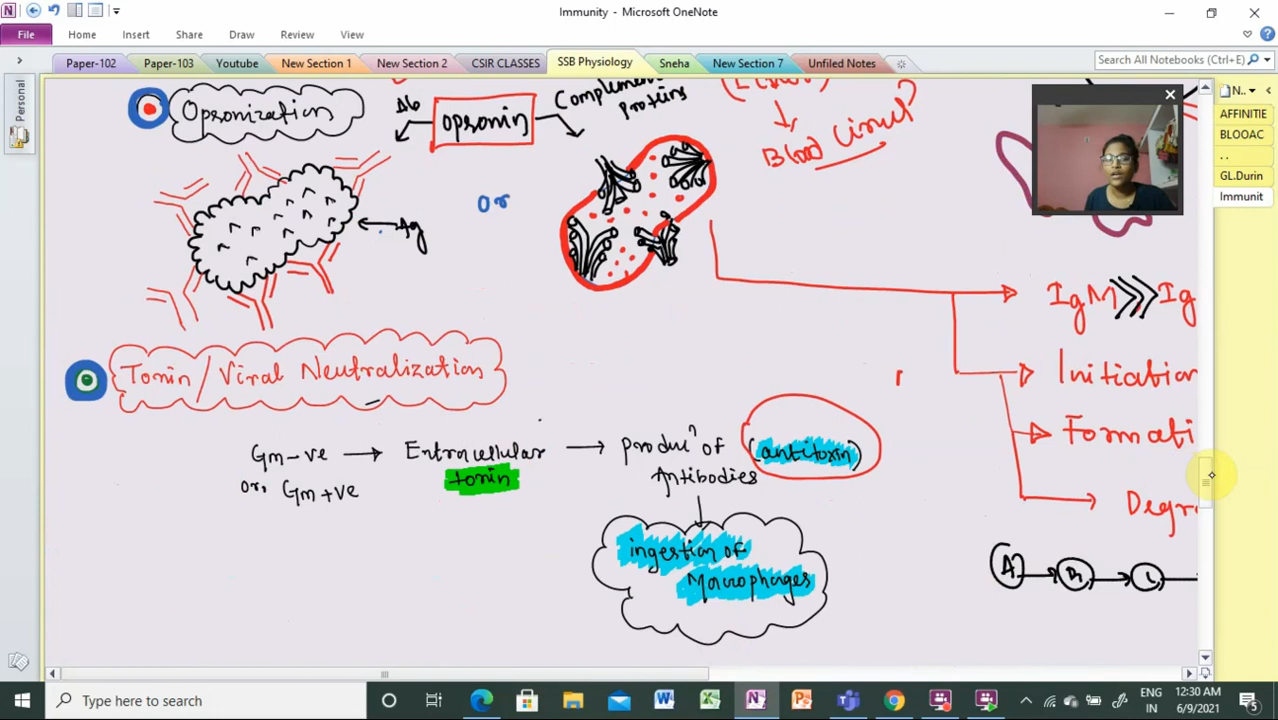 Immunity - Microsoft OneNote
File Home Insert Share Draw Review View
Paper-102 Paper-103 Youtube New Section 1 New Section 2 CSIR CLASSES SSB Physiology Sneha New Section 7 Unfiled Notes
Search All Notebooks (Ctrl+E)
Personal
N..
AFFINITIE
BLOOAC
. .
GL.Durin
Immunit
Opsonization
Ab
opsonin
Complement
Proteins
Blood
or
Ag
IgM >>> Ig
Toxin / Viral Neutralization
Initiation
Formati
Degr
Gm-ve → Extracellular → produⁿ of (antitoxin)
or, Gm+ve
toxin
Antibodies
ingestion of
Macrophages
A → B → C
Type here to search
ENG
IN
12:30 AM
6/9/2021
5